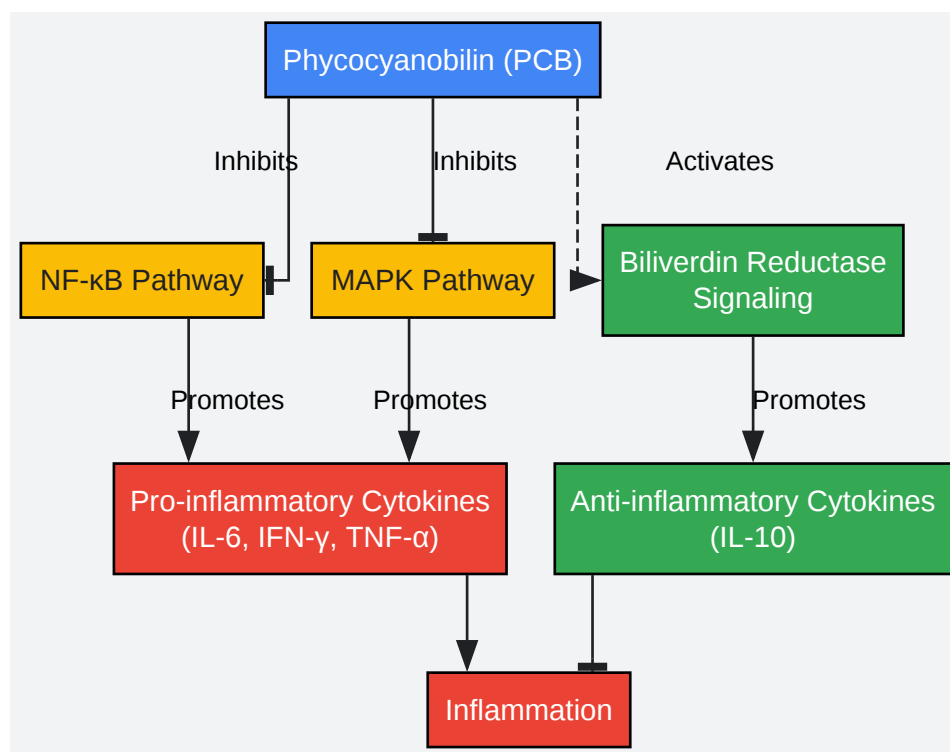 Phycocyanobilin (PCB)
Inhibits
Inhibits
Activates
NF-κB Pathway
MAPK Pathway
Biliverdin Reductase
Signaling
Promotes
Promotes
Promotes
Pro-inflammatory Cytokines
(IL-6, IFN-γ, TNF-α)
Anti-inflammatory Cytokines
(IL-10)
Inflammation